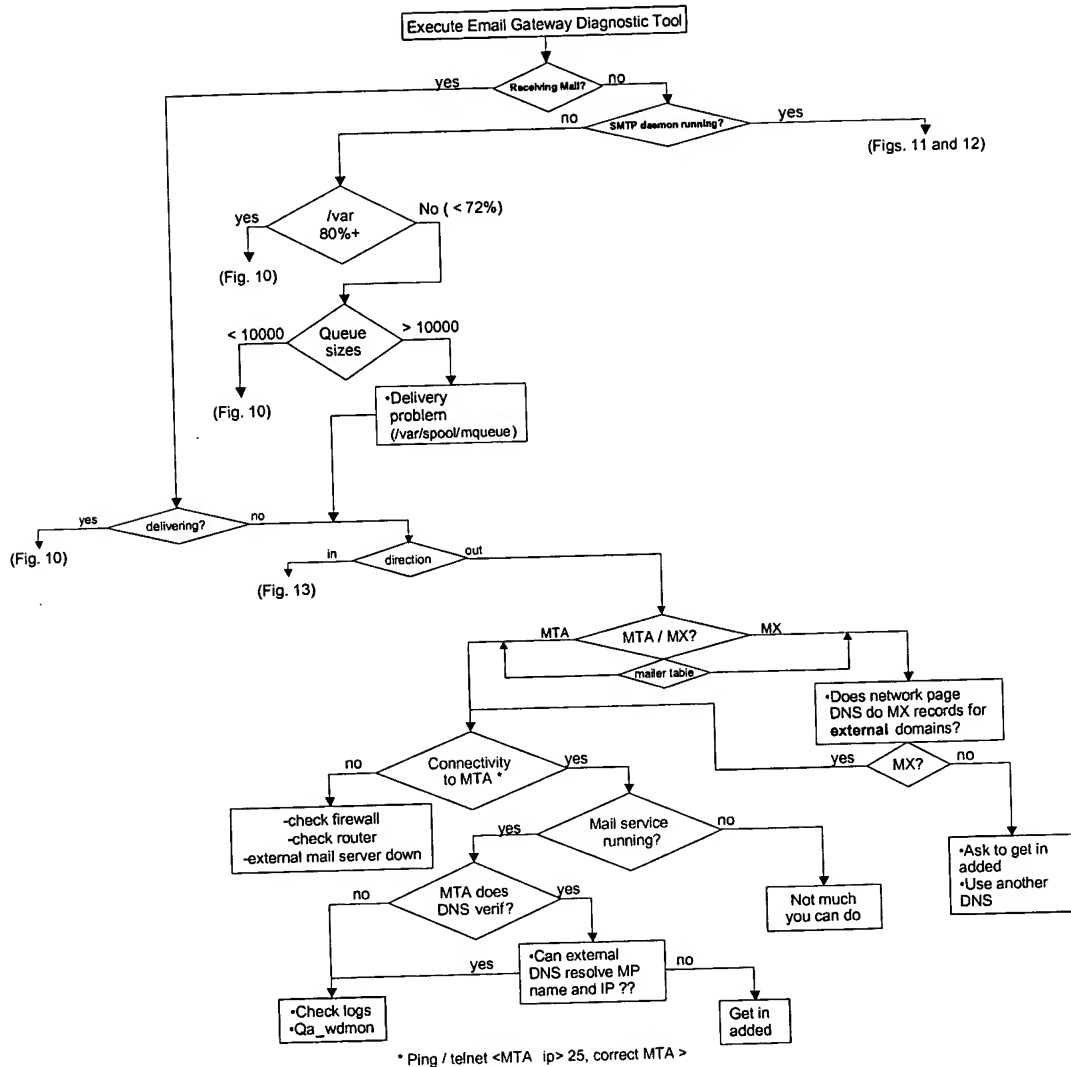 Execute Email Gateway Diagnostic Tool
yes
Receiving Mail?
no
no
SMTP daemon running?
yes
(Figs. 11 and 12)
yes
/var
80%+
No ( < 72%)
(Fig. 10)
< 10000
Queue
sizes
> 10000
(Fig. 10)
•Delivery
problem
(/var/spool/mqueue)
yes
delivering?
no
(Fig. 10)
in
direction
out
(Fig. 13)
MTA
MTA / MX?
MX
mailer table
•Does network page
DNS do MX records for
external domains?
yes
MX?
no
no
Connectivity
to MTA *
yes
-check firewall
-check router
-external mail server down
yes
Mail service
running?
no
•Ask to get in
added
•Use another
DNS
Not much
you can do
no
MTA does
DNS verif?
yes
yes
•Can external
DNS resolve MP
name and IP ??
no
•Check logs
•Qa_wdmon
Get in
added
* Ping / telnet <MTA ip> 25, correct MTA >